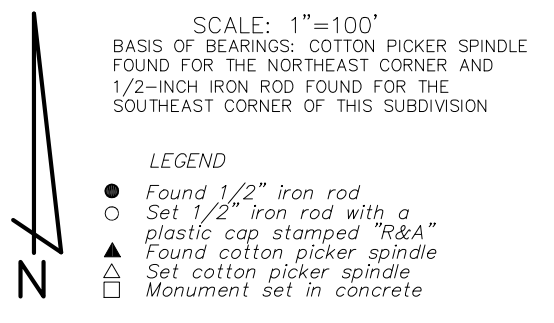 SCALE: 1"=100'
BASIS OF BEARINGS: COTTON PICKER SPINDLE
FOUND FOR THE NORTHEAST CORNER AND
1/2-INCH IRON ROD FOUND FOR THE
SOUTHEAST CORNER OF THIS SUBDIVISION
LEGEND
Found 1/2" iron rod
Set 1/2" iron rod with a
plastic cap stamped "R&A"
Found cotton picker spindle
Set cotton picker spindle
Monument set in concrete
N